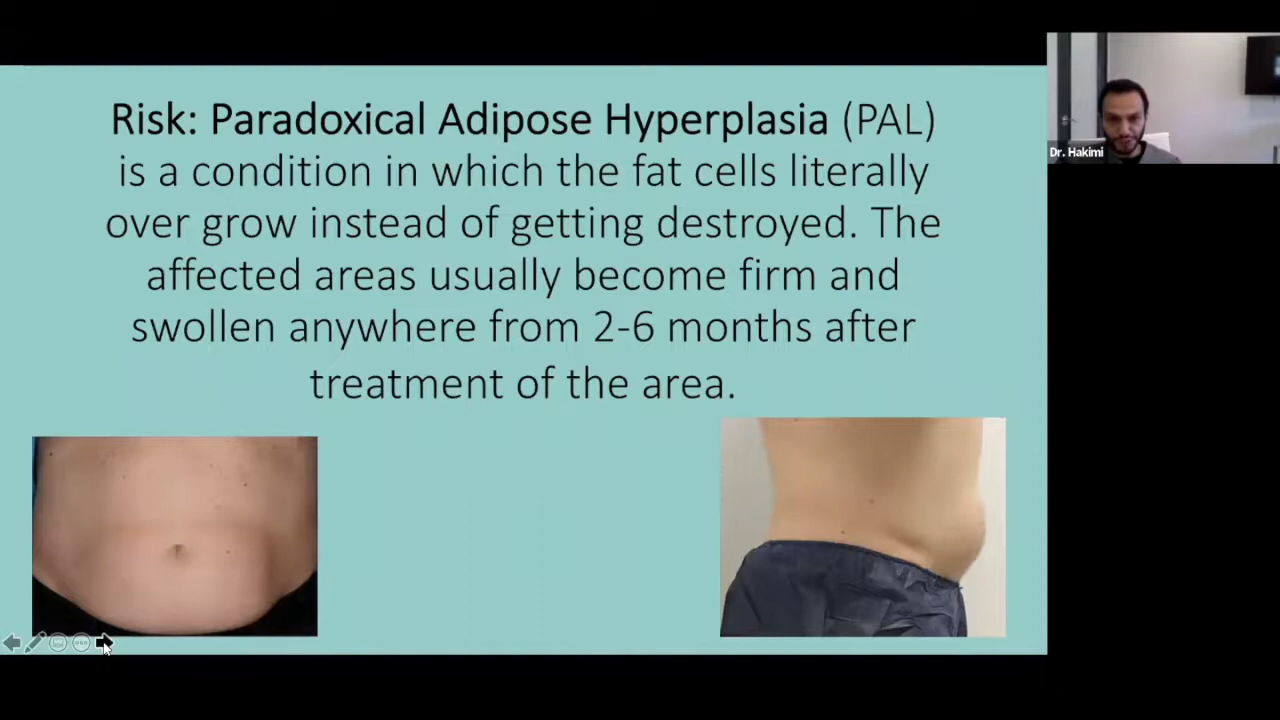 Risk: Paradoxical Adipose Hyperplasia (PAL)
is a condition in which the fat cells literally
over grow instead of getting destroyed. The
affected areas usually become firm and
swollen anywhere from 2-6 months after
treatment of the area.
Dr. Hakimi